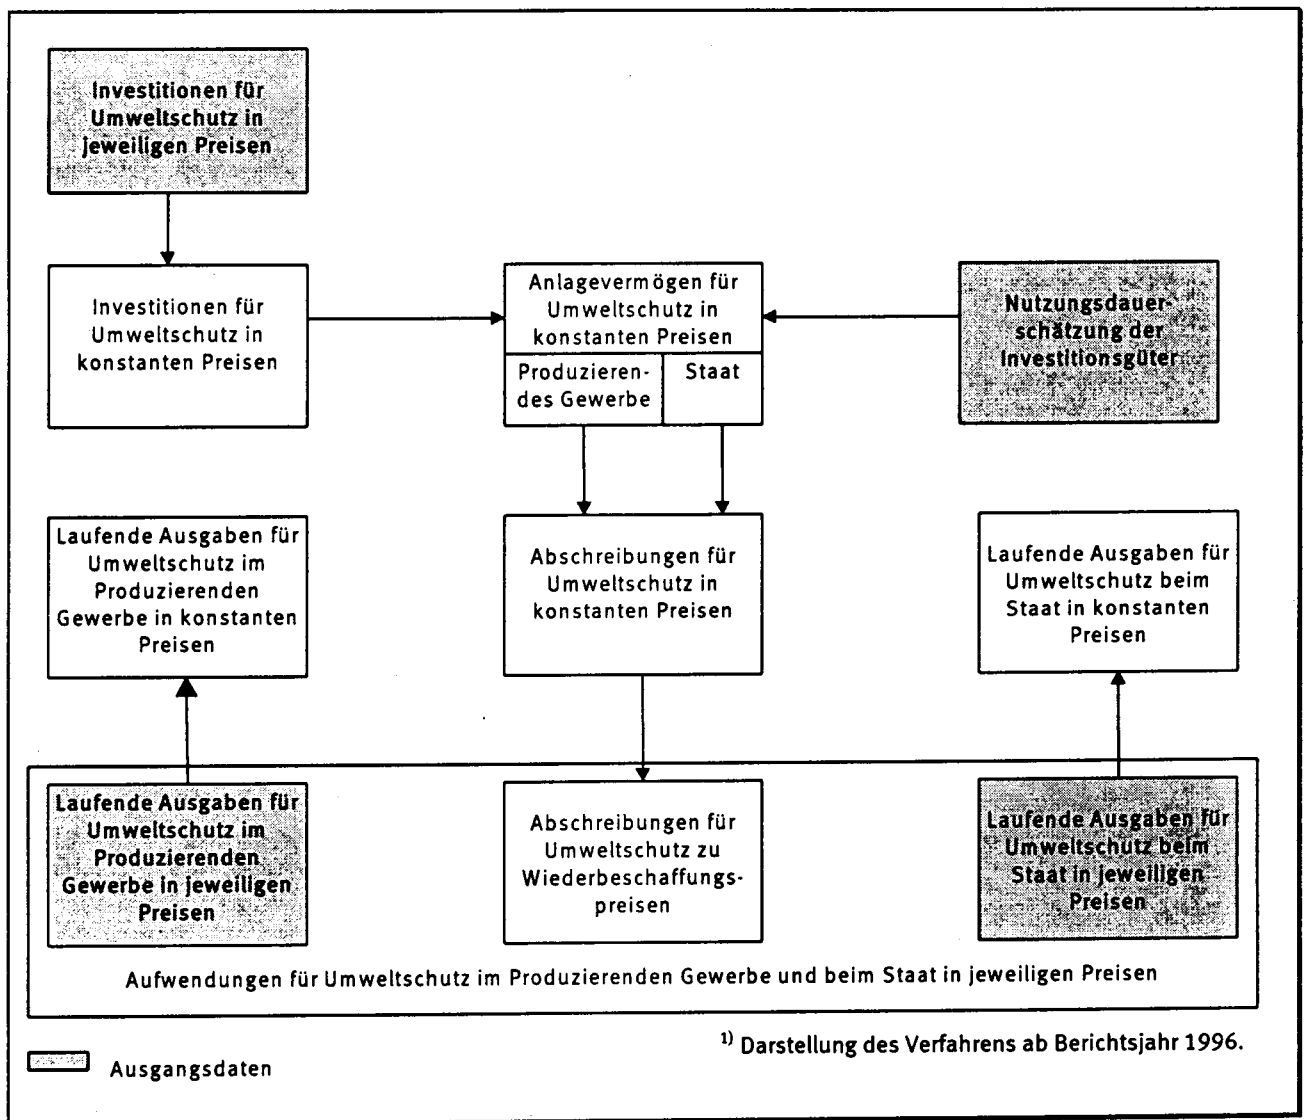 Investitionen für
Umweltschutz in
jeweiligen Preisen
Investitionen für
Umweltschutz in
konstanten Preisen
Anlagevermögen für
Umweltschutz in
konstanten Preisen
Produzieren-
des Gewerbe
Staat
Nutzungsdauer-
schätzung der
Investitionsgüter
Laufende Ausgaben für
Umweltschutz im
Produzierenden
Gewerbe in konstanten
Preisen
Abschreibungen für
Umweltschutz in
konstanten Preisen
Laufende Ausgaben für
Umweltschutz beim
Staat in konstanten
Preisen
Laufende Ausgaben für
Umweltschutz im
Produzierenden
Gewerbe in jeweiligen
Preisen
Abschreibungen für
Umweltschutz zu
Wiederbeschaffungs-
preisen
Laufende Ausgaben für
Umweltschutz beim
Staat in jeweiligen
Preisen
Aufwendungen für Umweltschutz im Produzierenden Gewerbe und beim Staat in jeweiligen Preisen
1) Darstellung des Verfahrens ab Berichtsjahr 1996.
Ausgangsdaten